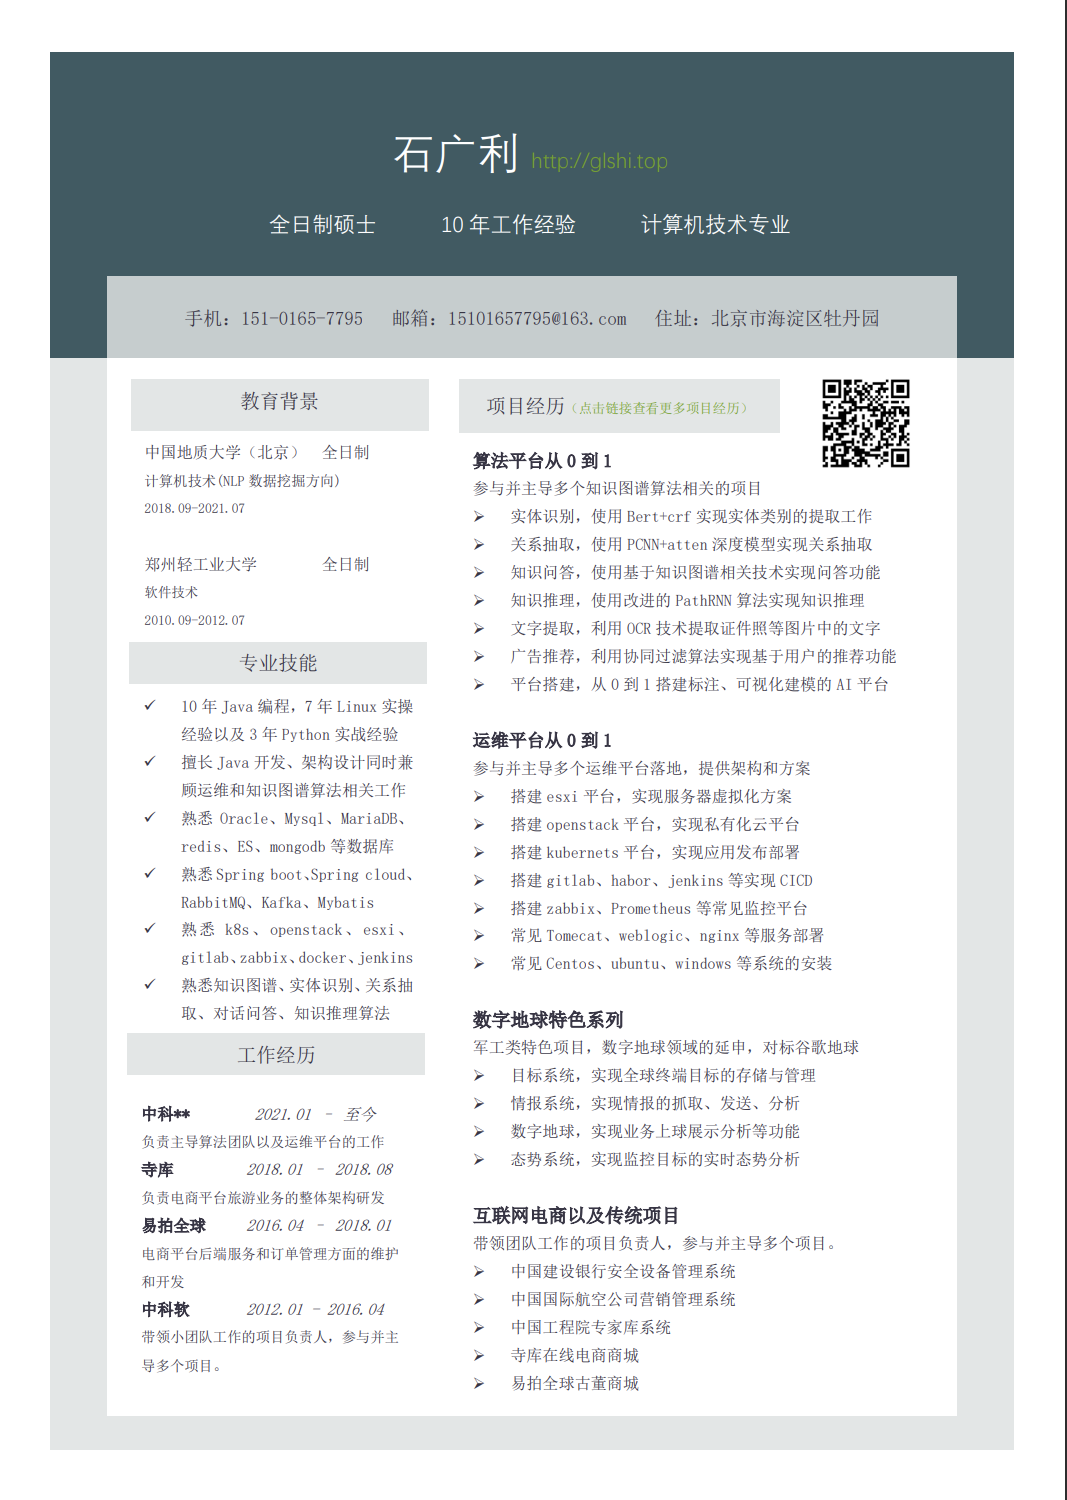 石广利 http://glshi.top
全日制硕士 10 年工作经验 计算机技术专业
手机：151-0165-7795 邮箱：15101657795@163.com 住址：北京市海淀区牡丹园
教育背景
中国地质大学（北京） 全日制
计算机技术(NLP 数据挖掘方向)
2018.09-2021.07
郑州轻工业大学 全日制
软件技术
2010.09-2012.07
专业技能
✓ 10 年 Java 编程，7 年 Linux 实操
经验以及 3 年 Python 实战经验
✓ 擅长 Java 开发、架构设计同时兼
顾运维和知识图谱算法相关工作
✓ 熟悉 Oracle、Mysql、MariaDB、
redis、ES、mongodb 等数据库
✓ 熟悉 Spring boot、Spring cloud、
RabbitMQ、Kafka、Mybatis
✓ 熟悉 k8s、openstack、esxi、
gitlab、zabbix、docker、jenkins
✓ 熟悉知识图谱、实体识别、关系抽
取、对话问答、知识推理算法
工作经历
中科** 2021.01 - 至今
负责主导算法团队以及运维平台的工作
寺库 2018.01 - 2018.08
负责电商平台旅游业务的整体架构研发
易拍全球 2016.04 - 2018.01
电商平台后端服务和订单管理方面的维护
和开发
中科软 2012.01 - 2016.04
带领小团队工作的项目负责人，参与并主
导多个项目。
项目经历（点击链接查看更多项目经历）
算法平台从 0 到 1
参与并主导多个知识图谱算法相关的项目
➢ 实体识别，使用 Bert+crf 实现实体类别的提取工作
➢ 关系抽取，使用 PCNN+atten 深度模型实现关系抽取
➢ 知识问答，使用基于知识图谱相关技术实现问答功能
➢ 知识推理，使用改进的 PathRNN 算法实现知识推理
➢ 文字提取，利用 OCR 技术提取证件照等图片中的文字
➢ 广告推荐，利用协同过滤算法实现基于用户的推荐功能
➢ 平台搭建，从 0 到 1 搭建标注、可视化建模的 AI 平台
运维平台从 0 到 1
参与并主导多个运维平台落地，提供架构和方案
➢ 搭建 esxi 平台，实现服务器虚拟化方案
➢ 搭建 openstack 平台，实现私有化云平台
➢ 搭建 kubernets 平台，实现应用发布部署
➢ 搭建 gitlab、habor、jenkins 等实现 CICD
➢ 搭建 zabbix、Prometheus 等常见监控平台
➢ 常见 Tomecat、weblogic、nginx 等服务部署
➢ 常见 Centos、ubuntu、windows 等系统的安装
数字地球特色系列
军工类特色项目，数字地球领域的延申，对标谷歌地球
➢ 目标系统，实现全球终端目标的存储与管理
➢ 情报系统，实现情报的抓取、发送、分析
➢ 数字地球，实现业务上球展示分析等功能
➢ 态势系统，实现监控目标的实时态势分析
互联网电商以及传统项目
带领团队工作的项目负责人，参与并主导多个项目。
➢ 中国建设银行安全设备管理系统
➢ 中国国际航空公司营销管理系统
➢ 中国工程院专家库系统
➢ 寺库在线电商商城
➢ 易拍全球古董商城